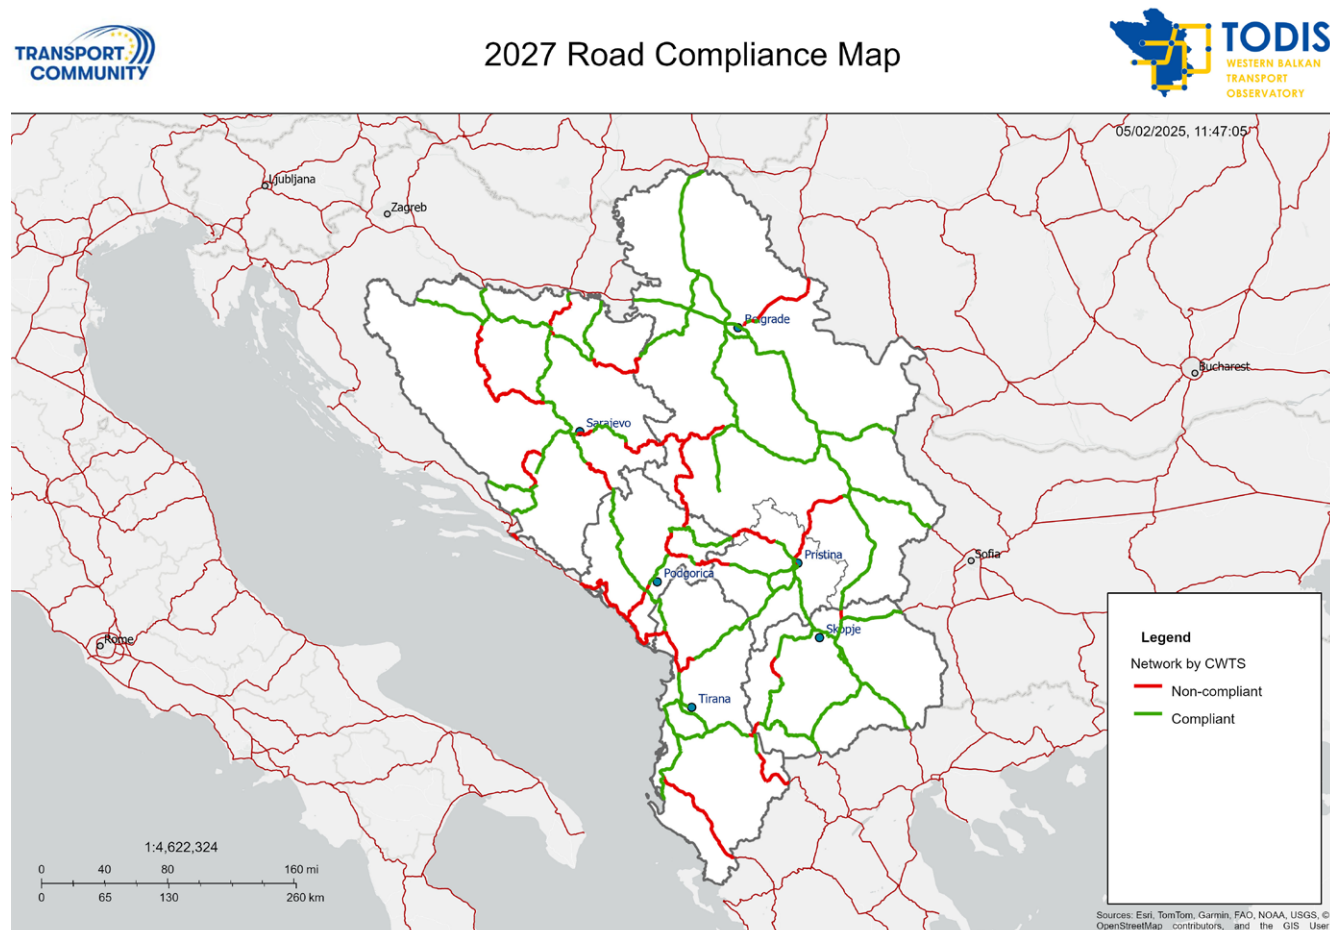 TRANSPORT
COMMUNITY
2027 Road Compliance Map
TODIS
WESTERN BALKAN
TRANSPORT
OBSERVATORY
05/02/2025, 11:47:05
Ljubljana
Zagreb
Belgrade
Bucharest
Sarajevo
Pristina
Sofia
Podgorica
Skopje
Rome
Tirana
Legend
Network by CWTS
Non-compliant
Compliant
1:4,622,324
0 40 80 160 mi
0 65 130 260 km
Sources: Esri, TomTom, Garmin, FAO, NOAA, USGS, ©
OpenStreetMap contributors, and the GIS User